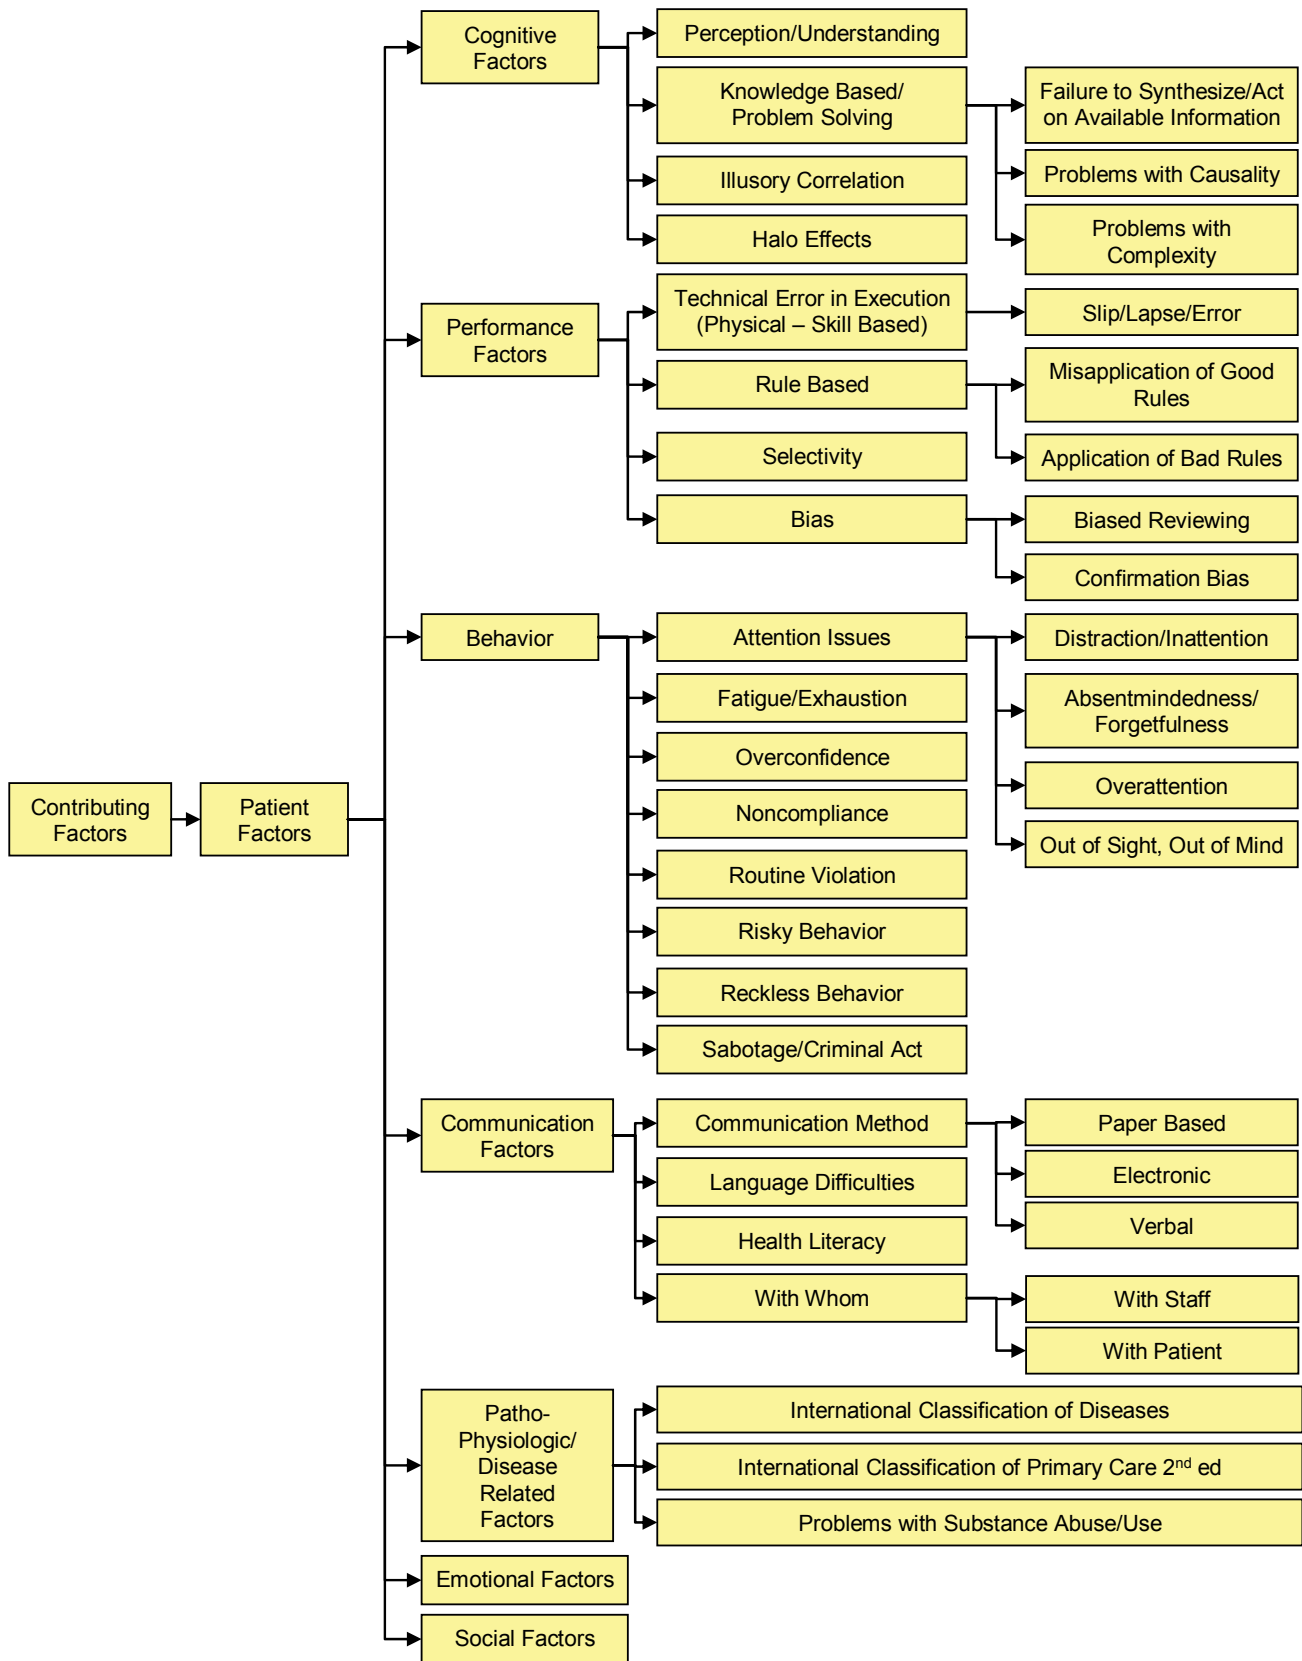 Contributing
Factors
Patient
Factors
Cognitive
Factors
Perception/Understanding
Knowledge Based/
Problem Solving
Failure to Synthesize/Act
on Available Information
Problems with Causality
Problems with
Complexity
Illusory Correlation
Halo Effects
Performance
Factors
Technical Error in Execution
(Physical – Skill Based)
Slip/Lapse/Error
Rule Based
Misapplication of Good
Rules
Application of Bad Rules
Selectivity
Bias
Biased Reviewing
Confirmation Bias
Behavior
Attention Issues
Distraction/Inattention
Absentmindedness/
Forgetfulness
Overattention
Out of Sight, Out of Mind
Fatigue/Exhaustion
Overconfidence
Noncompliance
Routine Violation
Risky Behavior
Reckless Behavior
Sabotage/Criminal Act
Communication
Factors
Communication Method
Paper Based
Electronic
Verbal
Language Difficulties
Health Literacy
With Whom
With Staff
With Patient
Patho-
Physiologic/
Disease
Related
Factors
International Classification of Diseases
International Classification of Primary Care 2nd ed
Problems with Substance Abuse/Use
Emotional Factors
Social Factors